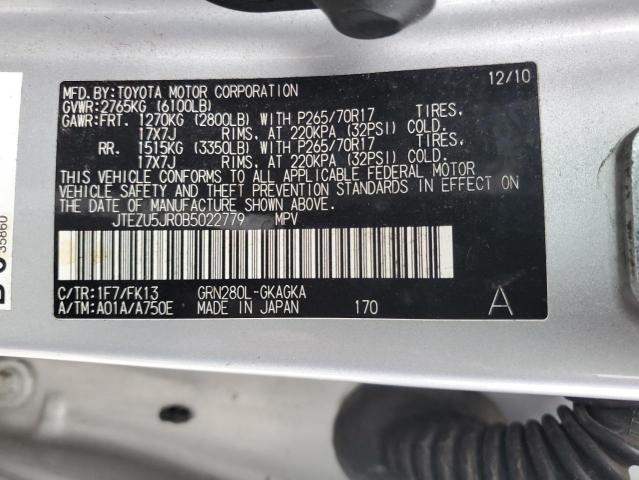 MFD.BY:TOYOTA MOTOR CORPORATION 12/10
GVWR:2765KG (6100LB)
GAWR:FRT. 1270KG (2800LB) WITH P265/70R17 TIRES,
17X7J RIMS, AT 220KPA (32PSI) COLD.
RR. 1515KG (3350LB) WITH P265/70R17 TIRES,
17X7J RIMS, AT 220KPA (32PSI) COLD.
THIS VEHICLE CONFORMS TO ALL APPLICABLE FEDERAL MOTOR
VEHICLE SAFETY AND THEFT PREVENTION STANDARDS IN EFFECT ON
THE DATE OF MANUFACTURE SHOWN ABOVE.
JTEZU5JR0B5022779 MPV
C/TR:1F7/FK13 GRN280L-GKAGKA
A/TM:A01A/A750E MADE IN JAPAN 170 A
35860